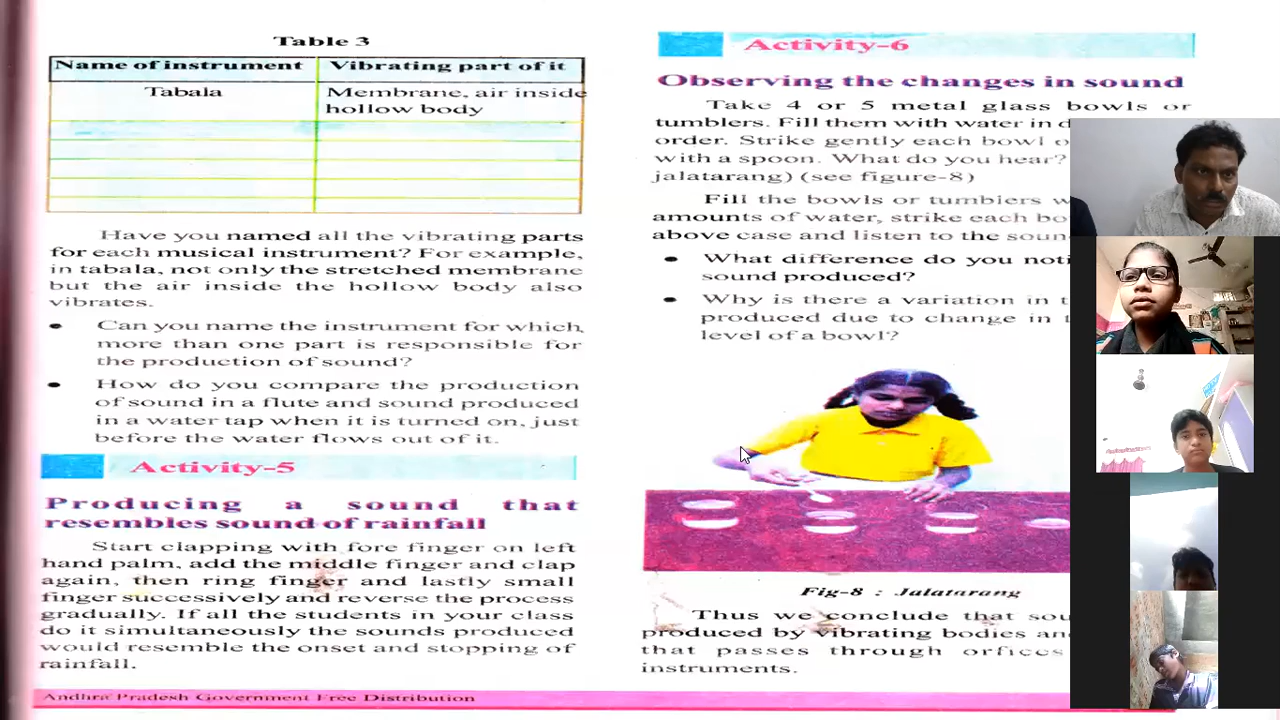 Table 3
Name of instrument Vibrating part of it
Tabala Membrane, air inside
hollow body
Have you named all the vibrating parts
for each musical instrument? For example,
in tabala, not only the stretched membrane
but the air inside the hollow body also
vibrates.
Can you name the instrument for which,
more than one part is responsible for
the production of sound?
How do you compare the production
of sound in a flute and sound produced
in a water tap when it is turned on, just
before the water flows out of it.
Activity-5
Producing a sound that
resembles sound of rainfall
Start clapping with fore finger on left
hand palm, add the middle finger and clap
again, then ring finger and lastly small
finger successively and reverse the process
gradually. If all the students in your class
do it simultaneously the sounds produced
would resemble the onset and stopping of
rainfall.
Andhra Pradesh Government Free Distribution
Activity-6
Observing the changes in sound
Take 4 or 5 metal glass bowls or
tumblers. Fill them with water in
order. Strike gently each bowl
with a spoon. What do you hear?
jalatarang) (see figure-8)
Fill the bowls or tumblers
amounts of water, strike each
above case and listen to the
What difference do you
sound produced?
Why is there a variation in
produced due to change in
level of a bowl?
Fig-8 : Jalatarang
Thus we conclude that
produced by vibrating bodies
that passes through orifices
instruments.